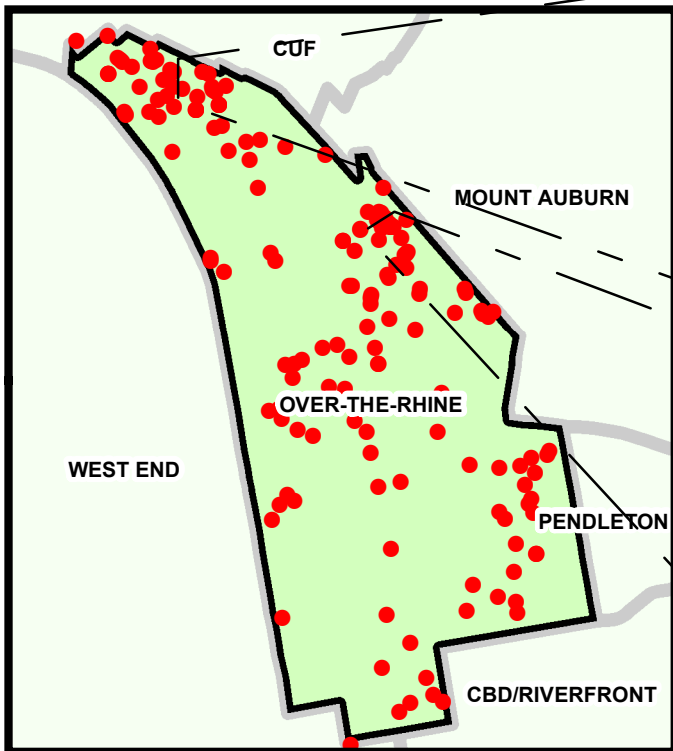 CUF
MOUNT AUBURN
OVER-THE-RHINE
WEST END
PENDLETON
CBD/RIVERFRONT